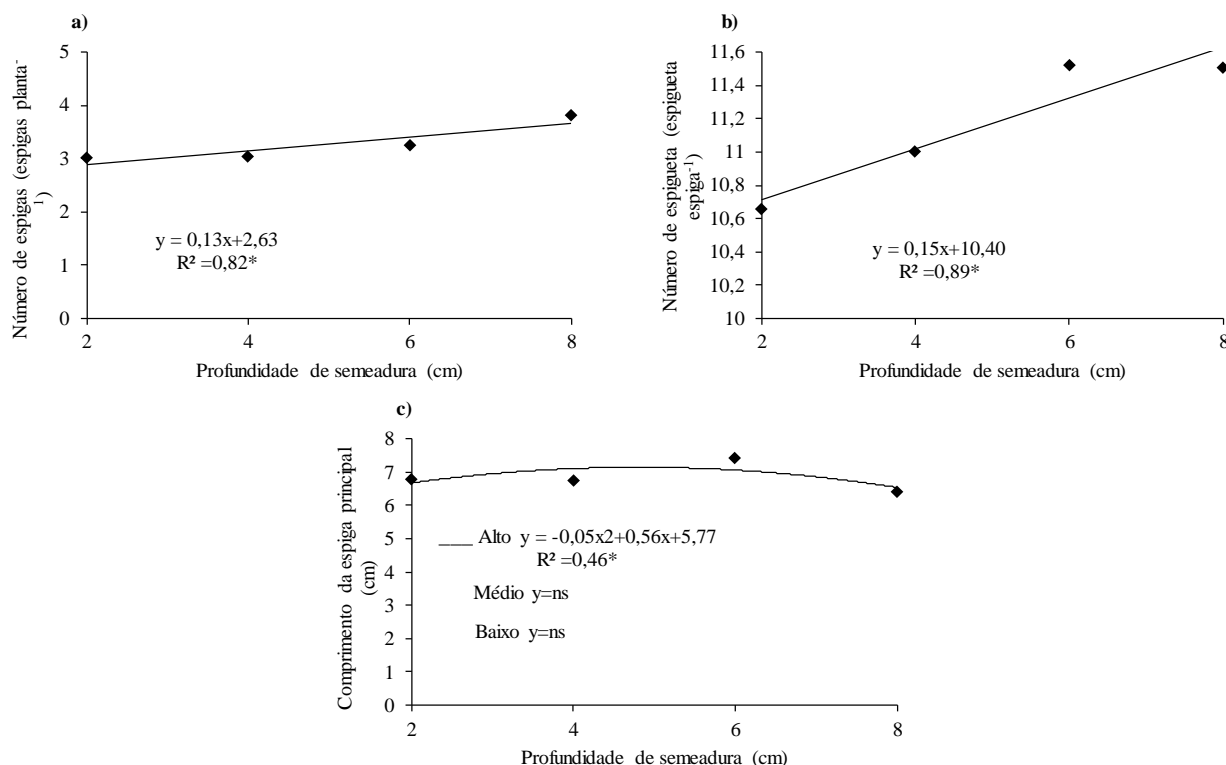 a)
Número de espigas (espigas planta-
1)
5
4
3
2
1
0
y = 0,13x+2,63
R² =0,82*
2 4 6 8
Profundidade de semeadura (cm)
b)
Número de espigueta (espigueta
espiga-1)
11,6
11,4
11,2
11
10,8
10,6
10,4
10,2
10
y = 0,15x+10,40
R² =0,89*
2 4 6 8
Profundidade de semeadura (cm)
c)
Comprimento da espiga principal
(cm)
8
7
6
5
4
3
2
1
0
___ Alto y = -0,05x2+0,56x+5,77
R² =0,46*
Médio y=ns
Baixo y=ns
2 4 6 8
Profundidade de semeadura (cm)